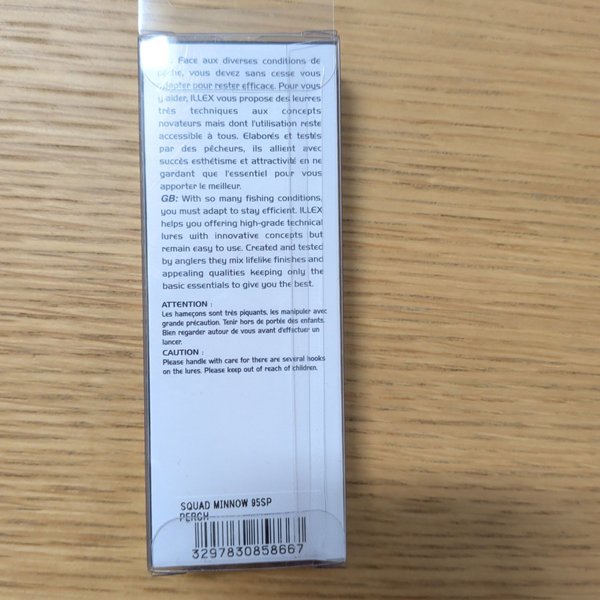 Face aux diverses conditions de
pêche, vous devez sans cesse vous
adapter pour rester efficace. Pour vous
y aider, ILLEX vous propose des leurres
très techniques aux concepts
novateurs mais dont l'utilisation reste
accessible à tous. Elaborés et testés
par des pêcheurs, ils allient avec
succès esthétisme et attractivité en ne
gardant que l'essentiel pour vous
apporter le meilleur.
GB: With so many fishing conditions,
you must adapt to stay efficient. ILLEX
helps you offering high-grade technical
lures with innovative concepts but
remain easy to use. Created and tested
by anglers they mix lifelike finishes and
appealing qualities keeping only the
basic essentials to give you the best.
ATTENTION :
Les hameçons sont très piquants, les manipuler avec
grande précaution. Tenir hors de portée des enfants.
Bien regarder autour de vous avant d'effectuer un
lancer.
CAUTION :
Please handle with care for there are several hooks
on the lures. Please keep out of reach of children.
SQUAD MINNOW 95SP
PERCH
3297830858667